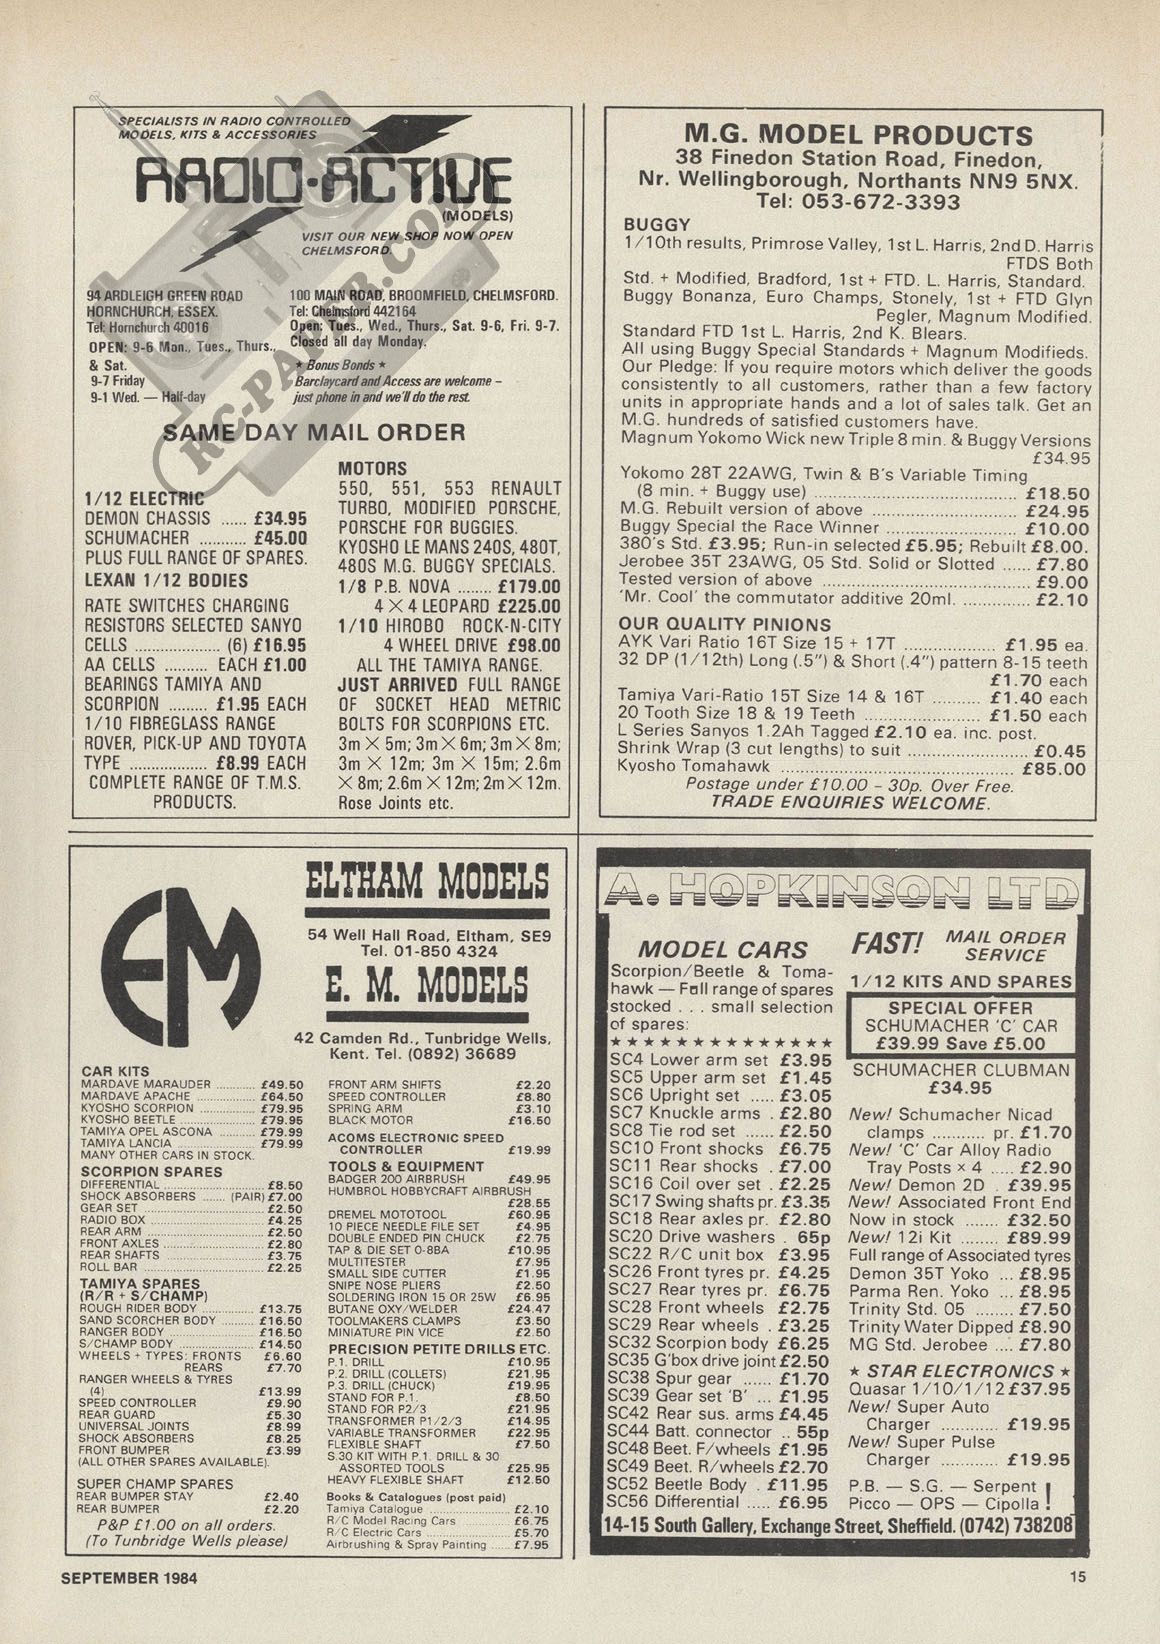 SPECIALISTS IN RADIO CONTROLLED
MODELS, KITS & ACCESSORIES
RADIO-ACTIVE
(MODELS)
VISIT OUR NEW SHOP NOW OPEN
CHELMSFORD.
94 ARDLEIGH GREEN ROAD
HORNCHURCH, ESSEX.
Tel: Hornchurch 40016
OPEN: 9-6 Mon., Tues., Thurs.,
& Sat.
9-7 Friday
9-1 Wed. — Half-day
100 MAIN ROAD, BROOMFIELD, CHELMSFORD.
Tel: Chelmsford 442164
Open: Tues., Wed., Thurs., Sat. 9-6, Fri. 9-7.
Closed all day Monday.
★ Bonus Bonds ★
Barclaycard and Access are welcome –
just phone in and we'll do the rest.
RC-PAPER.COM
SAME DAY MAIL ORDER
1/12 ELECTRIC
DEMON CHASSIS ...... £34.95
SCHUMACHER ........... £45.00
PLUS FULL RANGE OF SPARES.
LEXAN 1/12 BODIES
RATE SWITCHES CHARGING
RESISTORS SELECTED SANYO
CELLS .................... (6) £16.95
AA CELLS .......... EACH £1.00
BEARINGS TAMIYA AND
SCORPION ......... £1.95 EACH
1/10 FIBREGLASS RANGE
ROVER, PICK-UP AND TOYOTA
TYPE .................. £8.99 EACH
COMPLETE RANGE OF T.M.S.
PRODUCTS.
MOTORS
550, 551, 553 RENAULT
TURBO, MODIFIED PORSCHE,
PORSCHE FOR BUGGIES.
KYOSHO LE MANS 240S, 480T,
480S M.G. BUGGY SPECIALS.
1/8 P.B. NOVA ........ £179.00
4 × 4 LEOPARD £225.00
1/10 HIROBO ROCK-N-CITY
4 WHEEL DRIVE £98.00
ALL THE TAMIYA RANGE.
JUST ARRIVED FULL RANGE
OF SOCKET HEAD METRIC
BOLTS FOR SCORPIONS ETC.
3m × 5m; 3m × 6m; 3m × 8m;
3m × 12m; 3m × 15m; 2.6m
× 8m; 2.6m × 12m; 2m × 12m.
Rose Joints etc.
M.G. MODEL PRODUCTS
38 Finedon Station Road, Finedon,
Nr. Wellingborough, Northants NN9 5NX.
Tel: 053-672-3393
BUGGY
1/10th results, Primrose Valley, 1st L. Harris, 2nd D. Harris
FTDS Both
Std. + Modified, Bradford, 1st + FTD. L. Harris, Standard.
Buggy Bonanza, Euro Champs, Stonely, 1st + FTD Glyn
Pegler, Magnum Modified.
Standard FTD 1st L. Harris, 2nd K. Blears.
All using Buggy Special Standards + Magnum Modifieds.
Our Pledge: If you require motors which deliver the goods
consistently to all customers, rather than a few factory
units in appropriate hands and a lot of sales talk. Get an
M.G. hundreds of satisfied customers have.
Magnum Yokomo Wick new Triple 8 min. & Buggy Versions
£34.95
Yokomo 28T 22AWG, Twin & B's Variable Timing
(8 min. + Buggy use) .................................... £18.50
M.G. Rebuilt version of above ...................... £24.95
Buggy Special the Race Winner .................... £10.00
380's Std. £3.95; Run-in selected £5.95; Rebuilt £8.00.
Jerobee 35T 23AWG, 05 Std. Solid or Slotted ...... £7.80
Tested version of above ................................ £9.00
'Mr. Cool' the commutator additive 20ml. .............. £2.10
OUR QUALITY PINIONS
AYK Vari Ratio 16T Size 15 + 17T .................. £1.95 ea.
32 DP (1/12th) Long (.5") & Short (.4") pattern 8-15 teeth
£1.70 each
Tamiya Vari-Ratio 15T Size 14 & 16T .......... £1.40 each
20 Tooth Size 18 & 19 Teeth ...................... £1.50 each
L Series Sanyos 1.2Ah Tagged £2.10 ea. inc. post.
Shrink Wrap (3 cut lengths) to suit ...................... £0.45
Kyosho Tomahawk .......................................... £85.00
Postage under £10.00 – 30p. Over Free.
TRADE ENQUIRIES WELCOME.
EM
ELTHAM MODELS
54 Well Hall Road, Eltham, SE9
Tel. 01-850 4324
E. M. MODELS
42 Camden Rd., Tunbridge Wells,
Kent. Tel. (0892) 36689
CAR KITS
MARDAVE MARAUDER ............ £49.50
MARDAVE APACHE ................ £64.50
KYOSHO SCORPION ............... £79.95
KYOSHO BEETLE .................. £79.95
TAMIYA OPEL ASCONA ........... £79.99
TAMIYA LANCIA ................... £79.99
MANY OTHER CARS IN STOCK.
SCORPION SPARES
DIFFERENTIAL ....................... £8.50
SHOCK ABSORBERS ....... (PAIR) £7.00
GEAR SET ............................ £2.50
RADIO BOX .......................... £4.25
REAR ARM ........................... £2.50
FRONT AXLES ....................... £2.80
REAR SHAFTS ....................... £3.75
ROLL BAR ............................ £2.25
TAMIYA SPARES
(R/R + S/CHAMP)
ROUGH RIDER BODY .............. £13.75
SAND SCORCHER BODY .......... £16.50
RANGER BODY ..................... £16.50
S/CHAMP BODY .................... £14.50
WHEELS + TYPES: FRONTS £6.60
REARS £7.70
RANGER WHEELS & TYRES
(4) £13.99
SPEED CONTROLLER £9.90
REAR GUARD £5.30
UNIVERSAL JOINTS £8.99
SHOCK ABSORBERS £8.25
FRONT BUMPER £3.99
(ALL OTHER SPARES AVAILABLE).
SUPER CHAMP SPARES
REAR BUMPER STAY £2.40
REAR BUMPER £2.20
P&P £1.00 on all orders.
(To Tunbridge Wells please)
FRONT ARM SHIFTS £2.20
SPEED CONTROLLER £8.80
SPRING ARM £3.10
BLACK MOTOR £16.50
ACOMS ELECTRONIC SPEED
CONTROLLER £19.99
TOOLS & EQUIPMENT
BADGER 200 AIRBRUSH £49.95
HUMBROL HOBBYCRAFT AIRBRUSH
£28.55
DREMEL MOTOTOOL £60.95
10 PIECE NEEDLE FILE SET £4.95
DOUBLE ENDED PIN CHUCK £2.75
TAP & DIE SET 0-8BA £10.95
MULTITESTER £7.95
SMALL SIDE CUTTER £1.95
SNIPE NOSE PLIERS £2.50
SOLDERING IRON 15 OR 25W £6.95
BUTANE OXY/WELDER £24.47
TOOLMAKERS CLAMPS £3.50
MINIATURE PIN VICE £2.50
PRECISION PETITE DRILLS ETC.
P.1. DRILL £10.95
P.2. DRILL (COLLETS) £21.95
P.3. DRILL (CHUCK) £19.95
STAND FOR P.1. £8.50
STAND FOR P2/3 £21.95
TRANSFORMER P1/2/3 £14.95
VARIABLE TRANSFORMER £22.95
FLEXIBLE SHAFT £7.50
S.30 KIT WITH P.1. DRILL & 30
ASSORTED TOOLS £25.95
HEAVY FLEXIBLE SHAFT £12.50
Books & Catalogues (post paid)
Tamiya Catalogue ................... £2.10
R/C Model Racing Cars ............ £6.75
R/C Electric Cars .................... £5.70
Airbrushing & Spray Painting ..... £7.95
A. HOPKINSON LTD
MODEL CARS
Scorpion/Beetle & Toma-
hawk — Full range of spares
stocked . . . small selection
of spares:
★ ★ ★ ★ ★ ★ ★ ★ ★ ★ ★ ★ ★ ★
SC4 Lower arm set £3.95
SC5 Upper arm set £1.45
SC6 Upright set ..... £3.05
SC7 Knuckle arms . £2.80
SC8 Tie rod set ...... £2.50
SC10 Front shocks £6.75
SC11 Rear shocks . £7.00
SC16 Coil over set . £2.25
SC17 Swing shafts pr. £3.35
SC18 Rear axles pr. £2.80
SC20 Drive washers . 65p
SC22 R/C unit box £3.95
SC26 Front tyres pr. £4.25
SC27 Rear tyres pr. £6.75
SC28 Front wheels £2.75
SC29 Rear wheels . £3.25
SC32 Scorpion body £6.25
SC35 G'box drive joint £2.50
SC38 Spur gear ...... £1.70
SC39 Gear set 'B' ... £1.95
SC42 Rear sus. arms £4.45
SC44 Batt. connector .. 55p
SC48 Beet. F/wheels £1.95
SC49 Beet. R/wheels £2.70
SC52 Beetle Body . £11.95
SC56 Differential ..... £6.95
FAST! MAIL ORDER
SERVICE
1/12 KITS AND SPARES
SPECIAL OFFER
SCHUMACHER 'C' CAR
£39.99 Save £5.00
SCHUMACHER CLUBMAN
£34.95
New! Schumacher Nicad
clamps ........... pr. £1.70
New! 'C' Car Alloy Radio
Tray Posts × 4 ..... £2.90
New! Demon 2D . £39.95
New! Associated Front End
Now in stock ....... £32.50
New! 12i Kit ....... £89.99
Full range of Associated tyres
Demon 35T Yoko ... £8.95
Parma Ren. Yoko ... £8.95
Trinity Std. 05 ........ £7.50
Trinity Water Dipped £8.90
MG Std. Jerobee .... £7.80
★ STAR ELECTRONICS ★
Quasar 1/10/1/12 £37.95
New! Super Auto
Charger ............ £19.95
New! Super Pulse
Charger ........... £19.95
P.B. — S.G. — Serpent
Picco — OPS — Cipolla !
14-15 South Gallery, Exchange Street, Sheffield. (0742) 738208
SEPTEMBER 1984
15